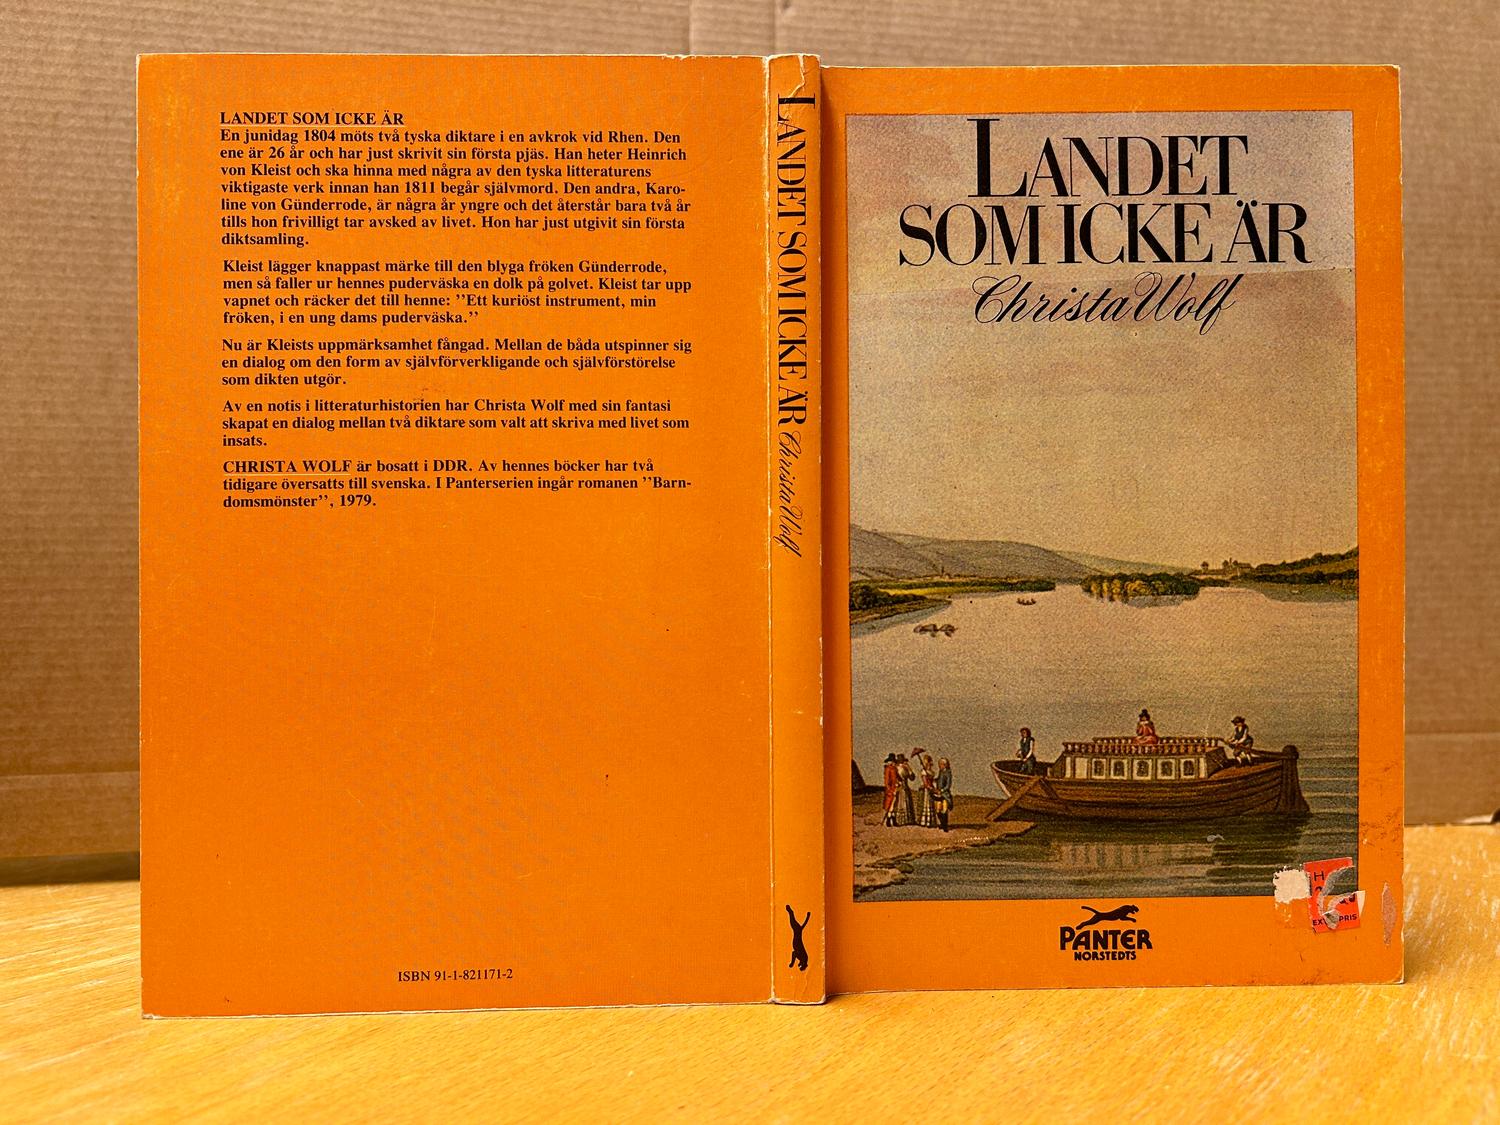 LANDET SOM ICKE ÄR
En junidag 1804 möts två tyska diktare i en avkrok vid Rhen. Den
ene är 26 år och har just skrivit sin första pjäs. Han heter Heinrich
von Kleist och ska hinna med några av den tyska litteraturens
viktigaste verk innan han 1811 begår självmord. Den andra, Karo-
line von Günderrode, är några år yngre och det återstår bara två år
tills hon frivilligt tar avsked av livet. Hon har just utgivit sin första
diktsamling.
Kleist lägger knappast märke till den blyga fröken Günderrode,
men så faller ur hennes puderväska en dolk på golvet. Kleist tar upp
vapnet och räcker det till henne: ”Ett kuriöst instrument, min
fröken, i en ung dams puderväska.”
Nu är Kleists uppmärksamhet fångad. Mellan de båda utspinner sig
en dialog om den form av självförverkligande och självförstörelse
som dikten utgör.
Av en notis i litteraturhistorien har Christa Wolf med sin fantasi
skapat en dialog mellan två diktare som valt att skriva med livet som
insats.
CHRISTA WOLF är bosatt i DDR. Av hennes böcker har två
tidigare översatts till svenska. I Panterserien ingår romanen ”Barn-
domsmönster”, 1979.
ISBN 91-1-821171-2
LANDET SOM ICKE ÄR Christa Wolf
LANDET
SOM ICKE ÄR
Christa Wolf
PANTER
NORSTEDTS
PRIS